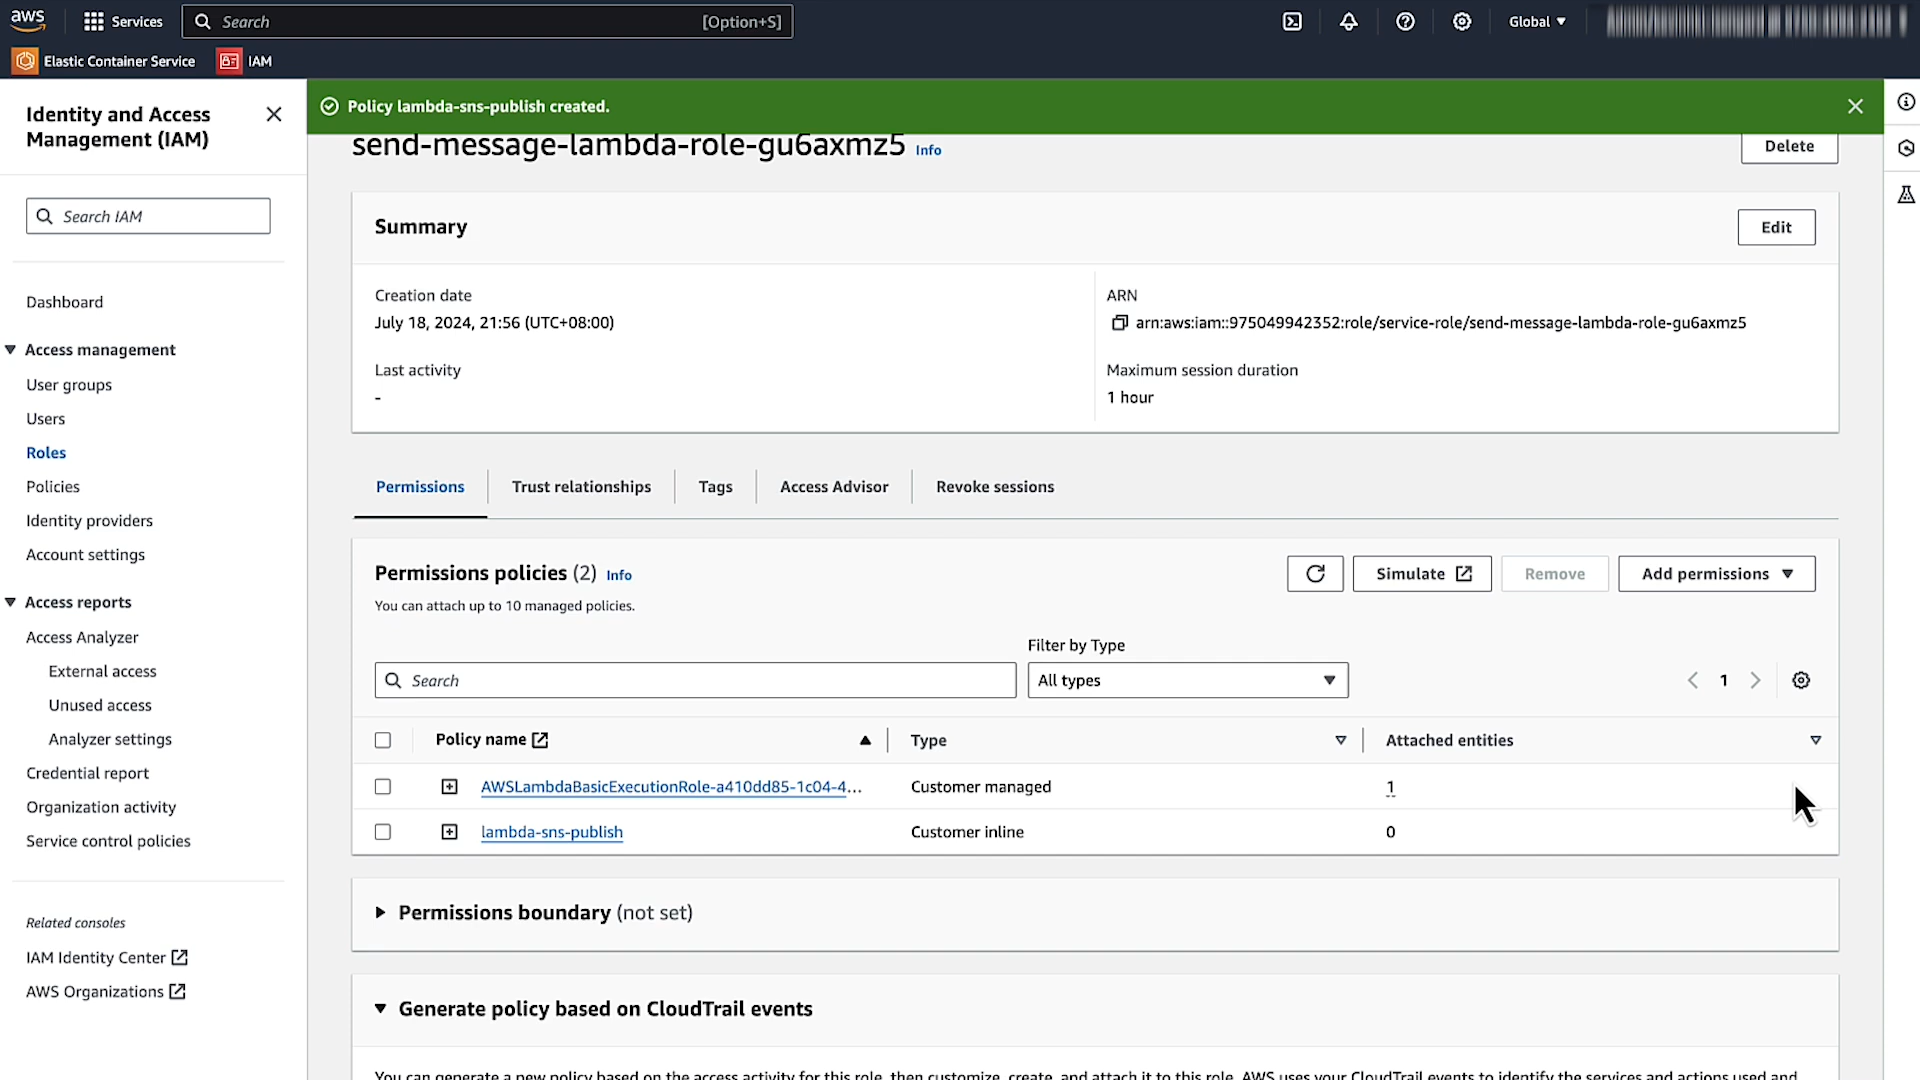 aws
Services
Search
[Option+S]
Global
Elastic Container Service
IAM
Identity and Access
Management (IAM)
Search IAM
Dashboard
Access management
User groups
Users
Roles
Policies
Identity providers
Account settings
Access reports
Access Analyzer
External access
Unused access
Analyzer settings
Credential report
Organization activity
Service control policies
Related consoles
IAM Identity Center
AWS Organizations
Policy lambda-sns-publish created.
send-message-lambda-role-gu6axmz5 Info
Delete
Summary
Edit
Creation date
July 18, 2024, 21:56 (UTC+08:00)
ARN
arn:aws:iam::975049942352:role/service-role/send-message-lambda-role-gu6axmz5
Last activity
-
Maximum session duration
1 hour
Permissions
Trust relationships
Tags
Access Advisor
Revoke sessions
Permissions policies (2) Info
You can attach up to 10 managed policies.
Simulate
Remove
Add permissions
Filter by Type
Search
All types
1
Policy name
Type
Attached entities
AWSLambdaBasicExecutionRole-a410dd85-1c04-4...
Customer managed
1
lambda-sns-publish
Customer inline
0
Permissions boundary (not set)
Generate policy based on CloudTrail events
You can generate a new policy based on the access activity for this role, then customize, create, and attach it to this role. AWS uses your CloudTrail events to identify the services and actions used and